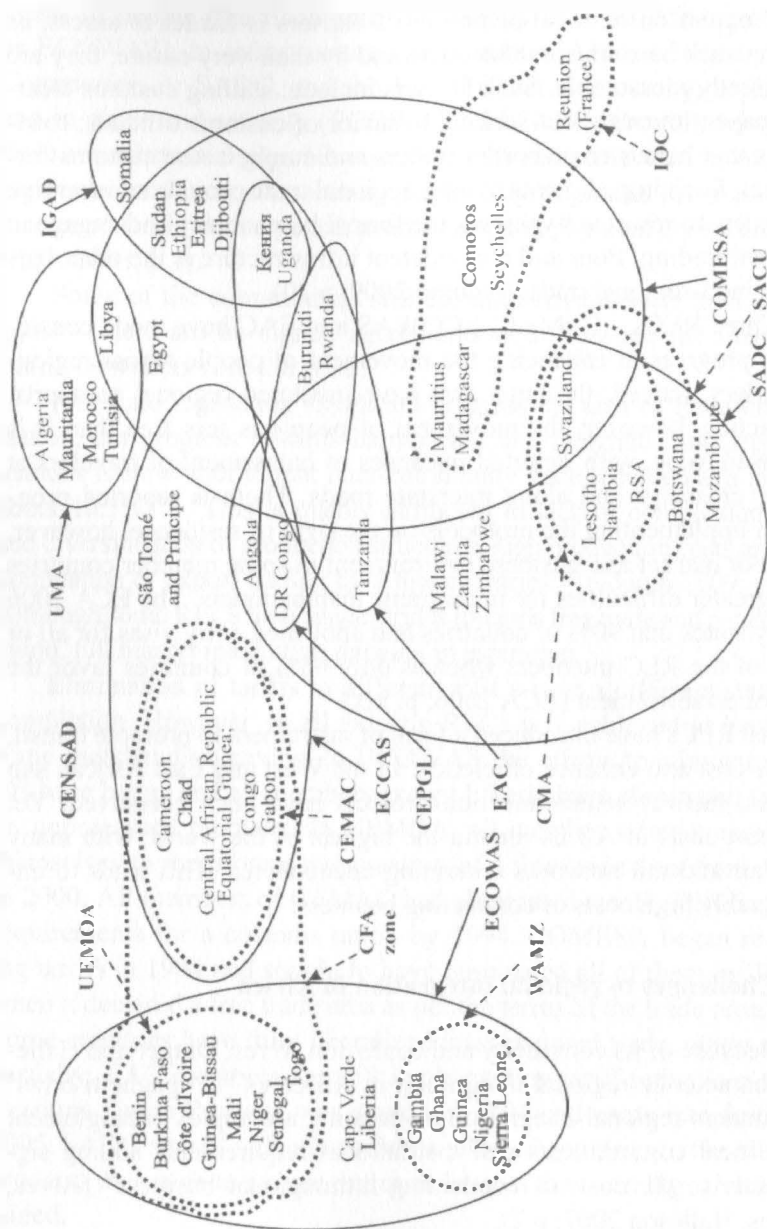 UEMOA
Benin
Burkina Faso
Côte d'Ivoire
Guinea-Bissau
Mali
Niger
Senegal
Togo
Cap Verde
Liberia
Gambia
Ghana
Guinea
Nigeria
Sierra Leone
CFA
zone
ECOWAS
WAMZ
CEN-SAD
Cameroon
Chad
Central African Republic
Equatorial Guinea
Congo
Gabon
CEMAC
ECCAS
CEPGL
EAC
CMA
São Tomé
and Príncipe
Angola
DR Congo
Burundi
Rwanda
Tanzania
UMA
Algeria
Mauritania
Morocco
Tunisia
Libya
Egypt
IGAD
Somalia
Sudan
Ethiopia
Eritrea
Djibouti
Kenya
Uganda
Malawi
Zambia
Zimbabwe
Mauritius
Madagascar
Comoros
Seychelles
Reunion
(France)
IOC
Swaziland
Lesotho
Namibia
RSA
Botswana
Mozambique
COMESA
SACU
SADC